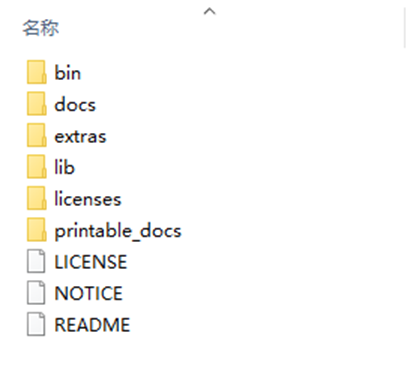 名称
bin
docs
extras
lib
licenses
printable_docs
LICENSE
NOTICE
README